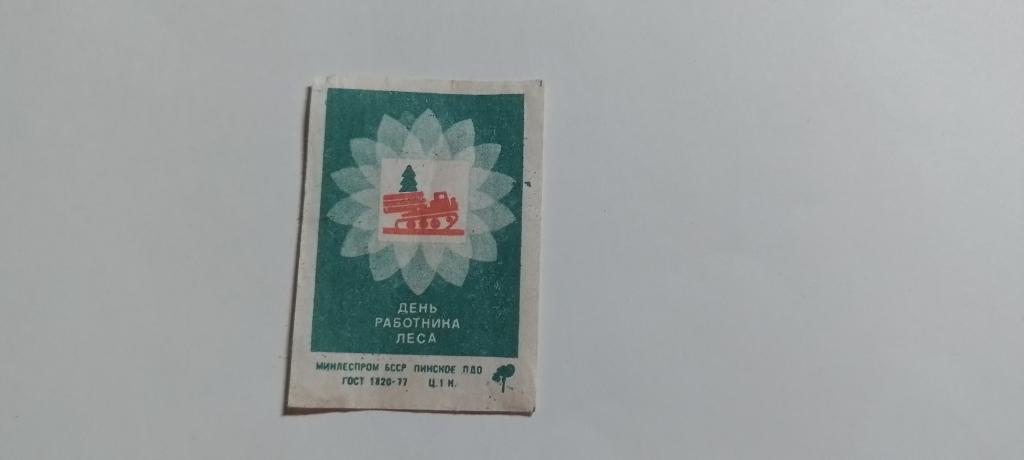 ДЕНЬ
РАБОТНИКА
ЛЕСА
МИНЛЕСПРОМ БССР ПИНСКОЕ ПДО
ГОСТ 1820-77 Ц.1 К.